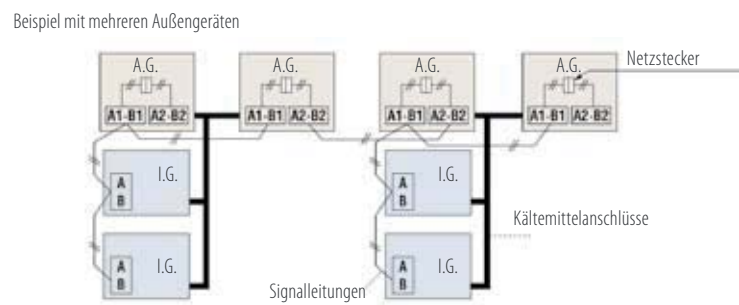 Beispiel mit mehreren Außengeräten
A.G. A.G. A.G. A.G. Netzstecker
A1-B1 A2-B2 A1-B1 A2-B2 A1-B1 A2-B2 A1-B1 A2-B2
I.G. I.G.
A A
B B
Kältemittelanschlüsse
I.G. I.G.
A A
B B
Signalleitungen